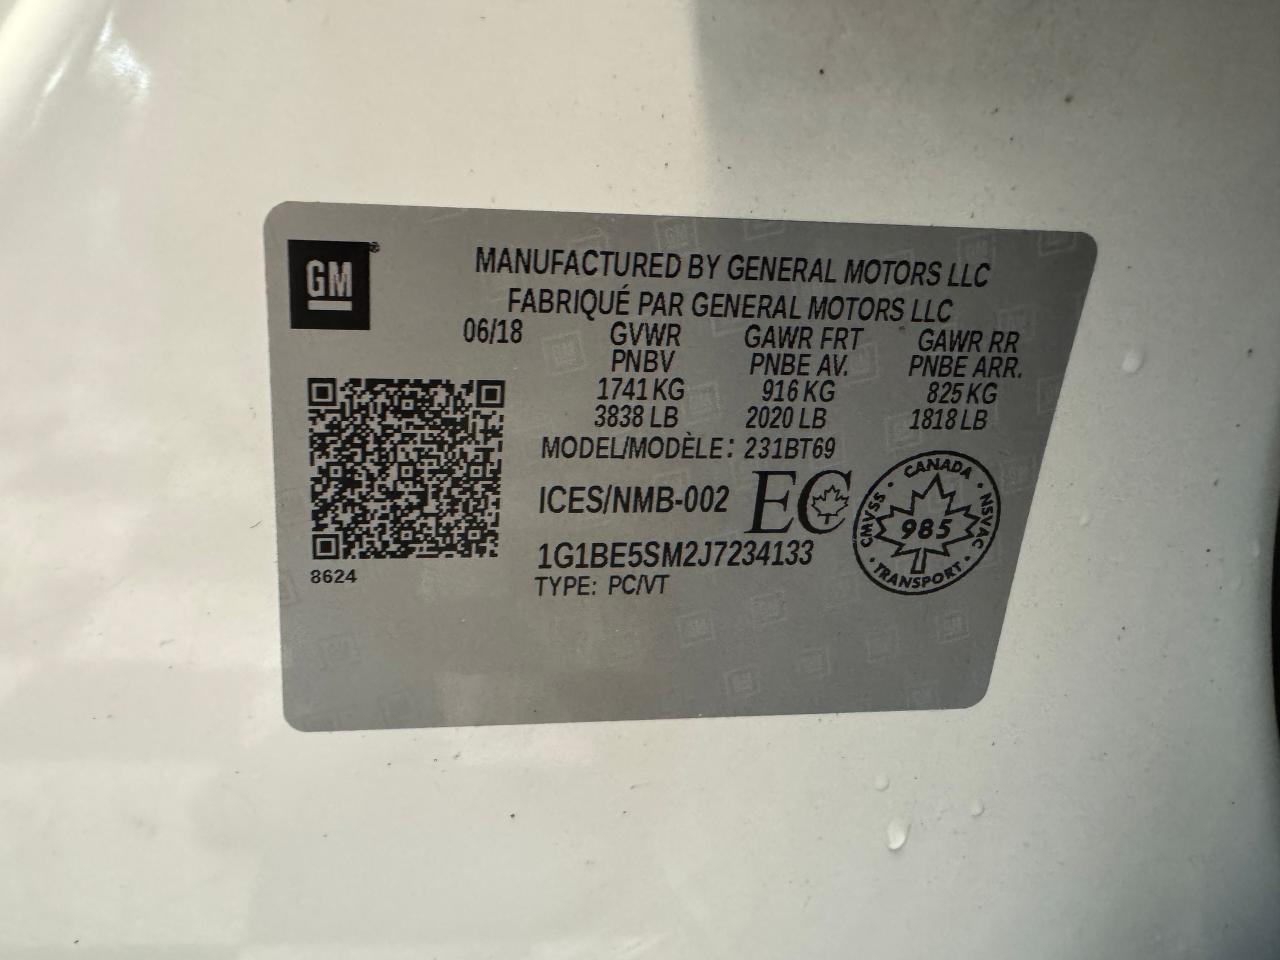 GM®
MANUFACTURED BY GENERAL MOTORS LLC
FABRIQUÉ PAR GENERAL MOTORS LLC
06/18 GVWR GAWR FRT GAWR RR
PNBV PNBE AV. PNBE ARR.
1741 KG 916 KG 825 KG
3838 LB 2020 LB 1818 LB
MODEL/MODÈLE: 231BT69
ICES/NMB-002 EC
CANADA
CMVSS 985 NSVAC
TRANSPORT
1G1BE5SM2J7234133
TYPE: PC/VT
8624